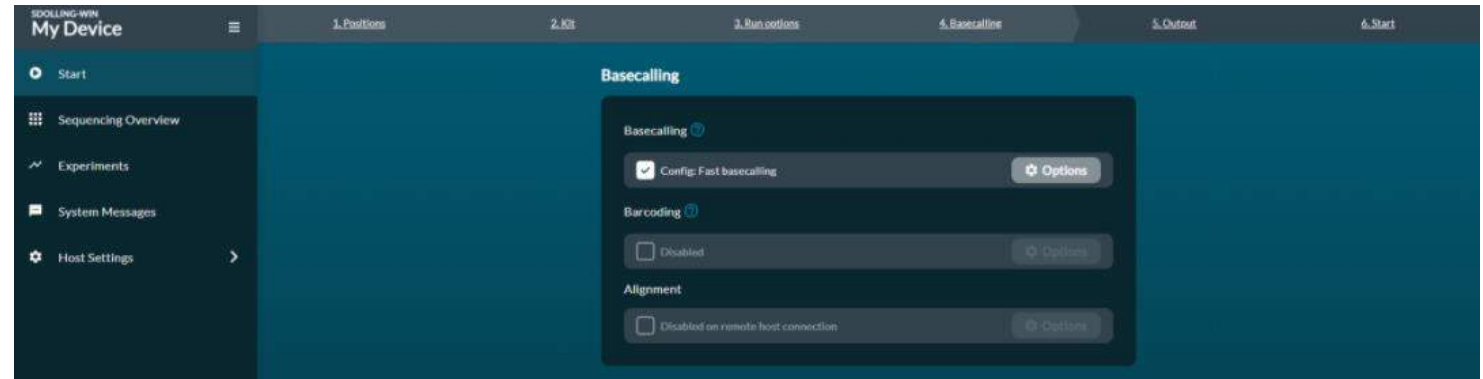 SDOLLING-WIN
My Device
1. Positions
2. Kit
3. Run options
4. Basecalling
5. Output
6. Start
Start
Sequencing Overview
Experiments
System Messages
Host Settings
Basecalling
Basecalling
Config: Fast basecalling
Options
Barcoding
Disabled
Options
Alignment
Disabled on remote host connection
Options